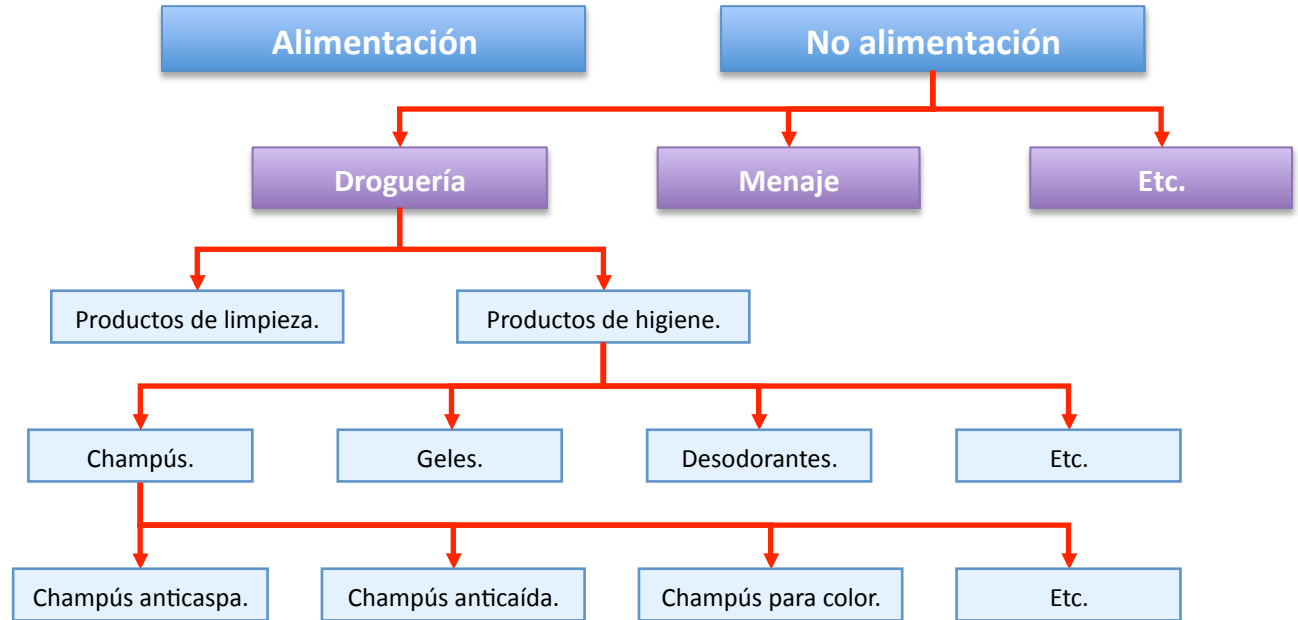 Alimentación
No alimentación
Droguería
Menaje
Etc.
Productos de limpieza.
Productos de higiene.
Champús.
Geles.
Desodorantes.
Etc.
Champús anticaspa.
Champús anticaída.
Champús para color.
Etc.